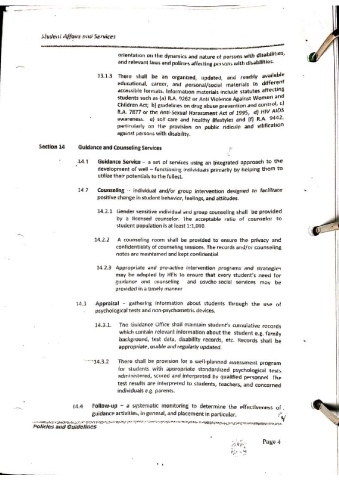 Student Affairs and Services
orientation on the dynamics and nature of persons with disabilities,
and relevant laws and policies affecting persons with disabilities.
13.1.3 There shall be an organized, updated, and readily available
educational, career, and personal/social materials in different
accessible formats. Information materials include statutes affecting
students such as (a) R.A. 9262 or Anti Violence Against Women and
Children Act; b) guidelines on drug abuse prevention and control, c)
R.A. 7877 or the Anti-Sexual Harassment Act of 1995, d) HIV AIDS
awareness. e) self care and healthy lifestyles and (f) R.A. 9442,
particularly on the provision on public ridicule and vilification
against persons with disability.
Section 14 Guidance and Counseling Services
14.1 Guidance Service – a set of services using an integrated approach to the
development of well – functioning individuals primarily by helping them to
utilize their potentials to the fullest.
14.2 Counseling – individual and/or group intervention designed to facilitate
positive change in student behavior, feelings, and attitudes.
14.2.1 Gender sensitive individual and group counseling shall be provided
by a licensed counselor. The acceptable ratio of counselor to
student population is at least 1:1,000
14.2.2 A counseling room shall be provided to ensure the privacy and
confidentiality of counseling sessions. The records and/or counseling
notes are maintained and kept confidential
14.2.3 Appropriate and pro-active intervention programs and strategies
may be adopted by HEIs to ensure that every student's need for
guidance and counseling and psycho-social services may be
provided in a timely manner
14.3 Appraisal – gathering information about students through the use of
psychological tests and non-psychometric devices.
14.3.1. The Guidance Office shall maintain student's cumulative records
which contain relevant information about the student e.g. family
background, test data, disability records, etc. Records shall be
appropriate, usable and regularly updated.
14.3.2 There shall be provision for a well-planned assessment program
for students with appropriate standardized psychological tests
administered, scored and interpreted by qualified personnel. The
test results are interpreted to students, teachers, and concerned
individuals e.g. parents.
14.4 Follow-up – a systematic monitoring to determine the effectiveness of
guidance activities, in general, and placement in particular.
Policies and Guidelines
Page 4